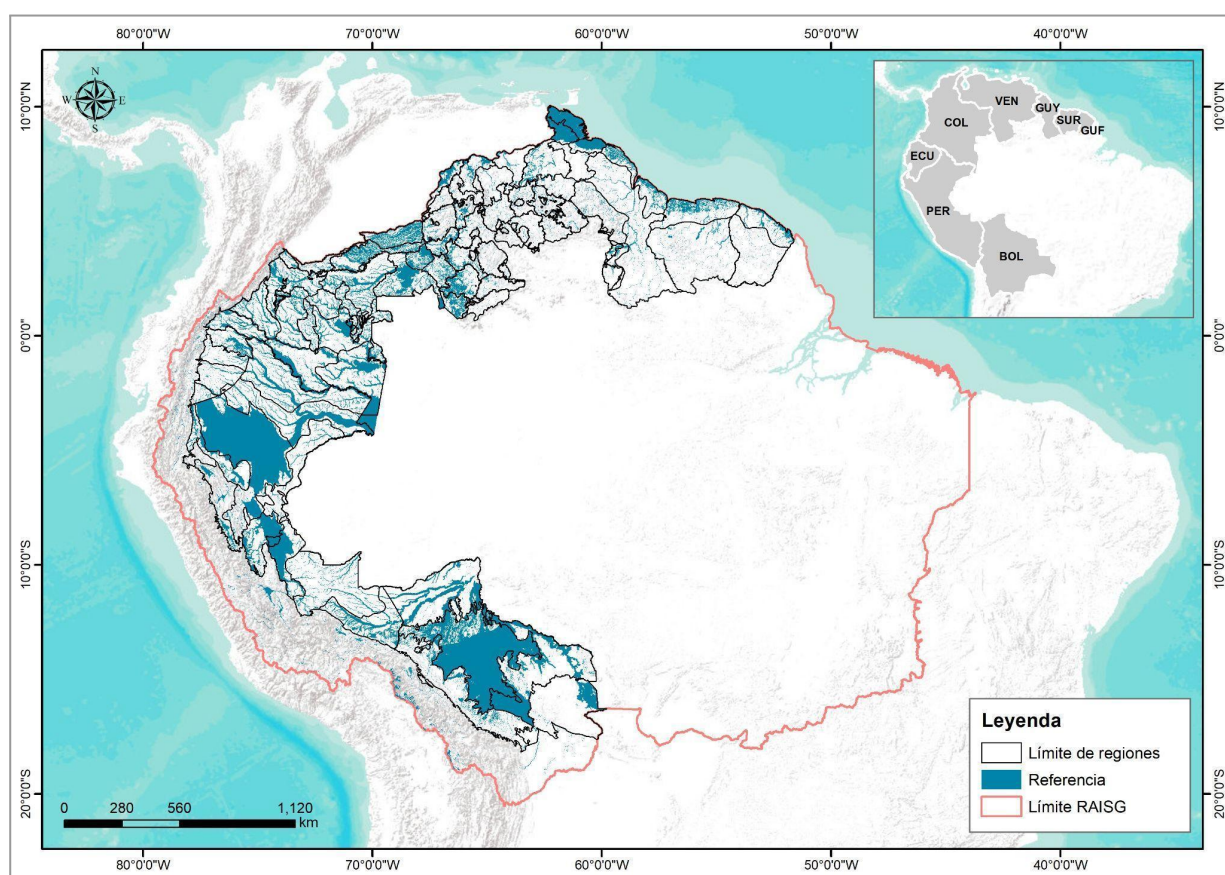 80°0'0"W 70°0'0"W 60°0'0"W 50°0'0"W 40°0'0"W
10°0'0"N
0°0'0"
10°0'0"S
20°0'0"S
N
W E
S
VEN
GUY
SUR
GUF
COL
ECU
PER
BOL
10°0'0"N
0°0'0"
10°0'0"S
20°0'0"S
Leyenda
Límite de regiones
Referencia
Límite RAISG
0 280 560 1,120
km
80°0'0"W 70°0'0"W 60°0'0"W 50°0'0"W 40°0'0"W